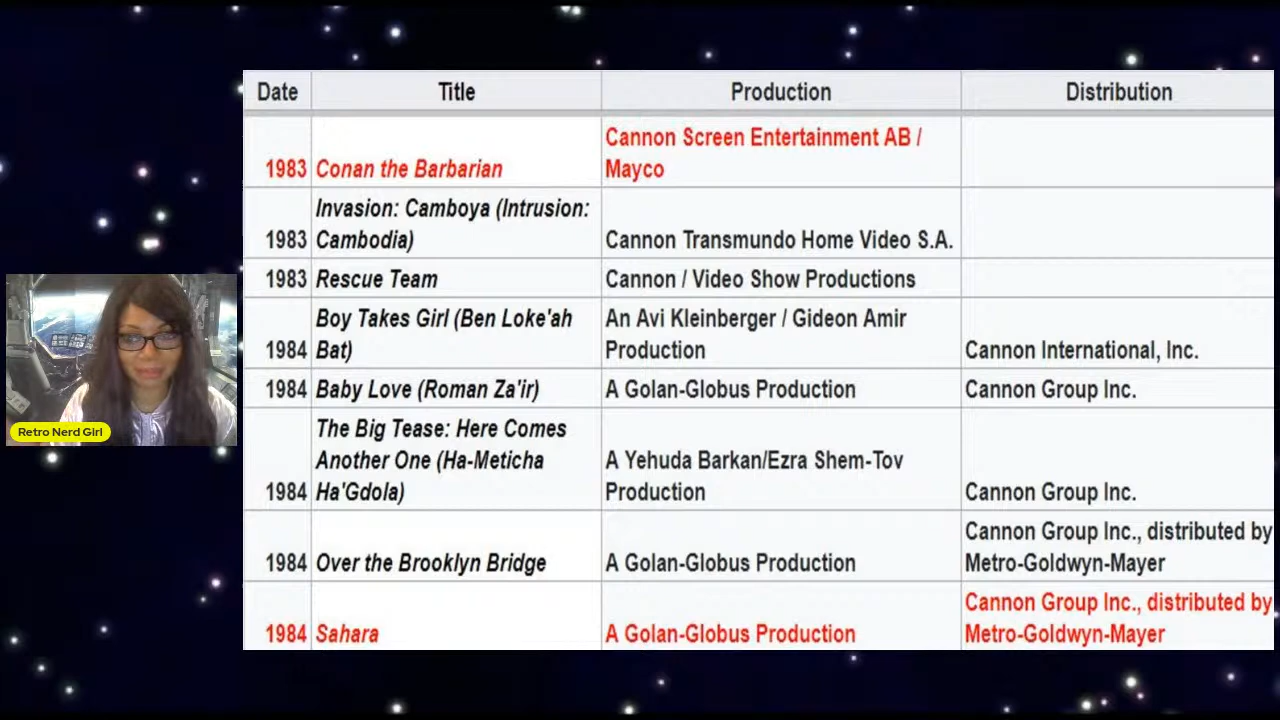 Date Title Production Distribution
Cannon Screen Entertainment AB /
1983 Conan the Barbarian Mayco
Invasion: Camboya (Intrusion:
1983 Cambodia) Cannon Transmundo Home Video S.A.
1983 Rescue Team Cannon / Video Show Productions
Boy Takes Girl (Ben Loke'ah An Avi Kleinberger / Gideon Amir
1984 Bat) Production Cannon International, Inc.
1984 Baby Love (Roman Za'ir) A Golan-Globus Production Cannon Group Inc.
The Big Tease: Here Comes
Another One (Ha-Meticha A Yehuda Barkan/Ezra Shem-Tov
1984 Ha'Gdola) Production Cannon Group Inc.
Cannon Group Inc., distributed by
1984 Over the Brooklyn Bridge A Golan-Globus Production Metro-Goldwyn-Mayer
Cannon Group Inc., distributed by
1984 Sahara A Golan-Globus Production Metro-Goldwyn-Mayer
Retro Nerd Girl